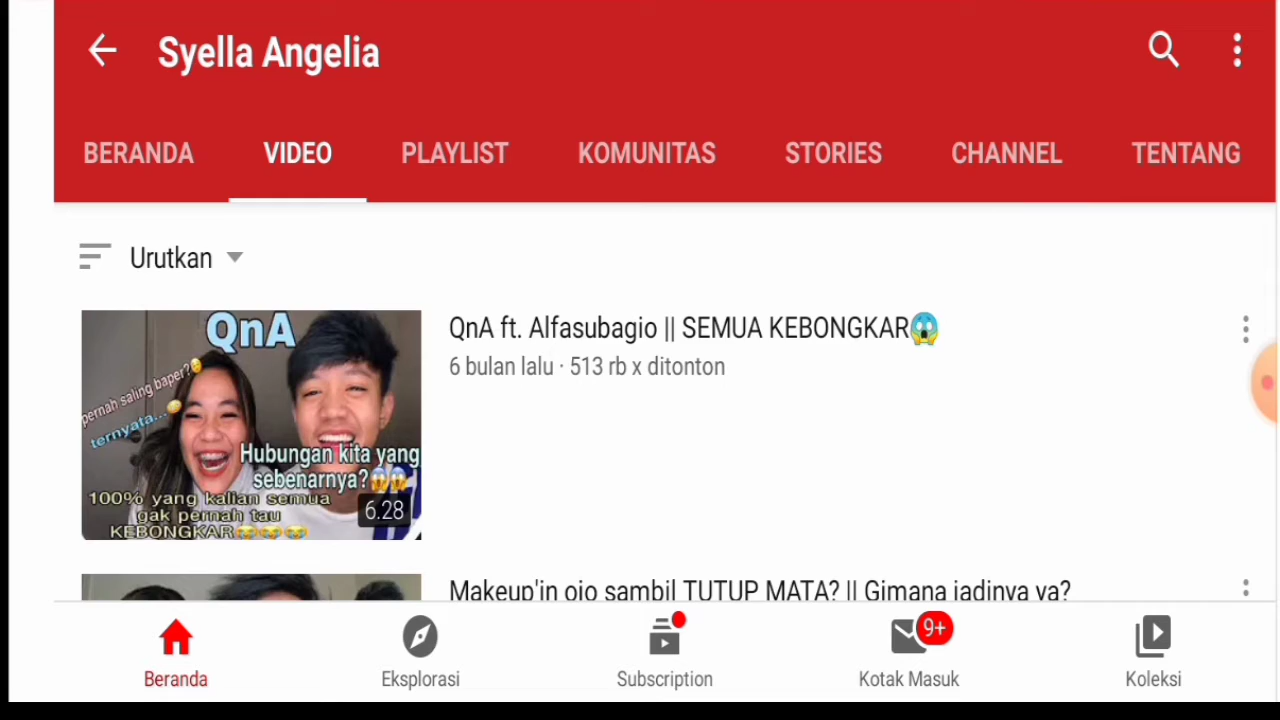 Syella Angelia
BERANDA VIDEO PLAYLIST KOMUNITAS STORIES CHANNEL TENTANG
Urutkan
QnA
pernah saling baper?
ternyata...
Hubungan kita yang
sebenarnya?
100% yang kalian semua
gak pernah tau
KEBONGKAR
6.28
QnA ft. Alfasubagio || SEMUA KEBONGKAR😱
6 bulan lalu · 513 rb x ditonton
Makeup'in ojo sambil TUTUP MATA? || Gimana jadinya ya?
Beranda Eksplorasi Subscription 9+ Kotak Masuk Koleksi